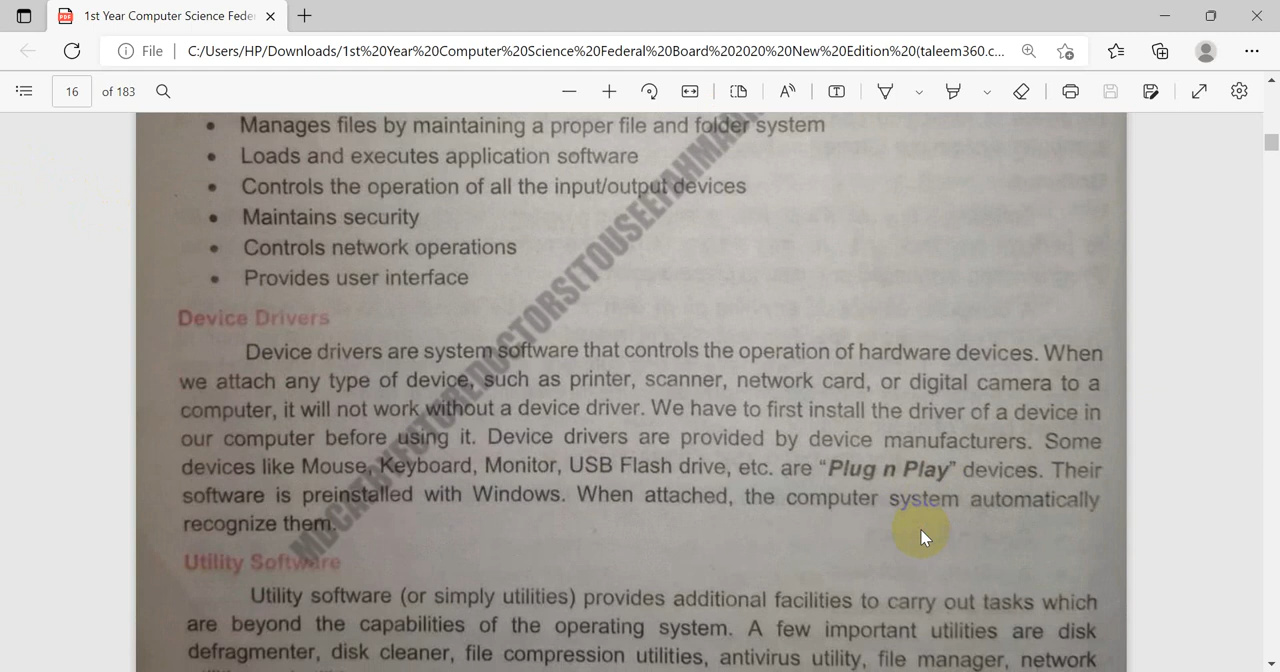 1st Year Computer Science Fede
File
C:/Users/HP/Downloads/1st%20Year%20Computer%20Science%20Federal%20Board%202020%20New%20Edition%20(taleem360.c...
16 of 183
• Manages files by maintaining a proper file and folder system
• Loads and executes application software
• Controls the operation of all the input/output devices
• Maintains security
• Controls network operations
• Provides user interface
Device Drivers
Device drivers are system software that controls the operation of hardware devices. When
we attach any type of device, such as printer, scanner, network card, or digital camera to a
computer, it will not work without a device driver. We have to first install the driver of a device in
our computer before using it. Device drivers are provided by device manufacturers. Some
devices like Mouse, Keyboard, Monitor, USB Flash drive, etc. are “Plug n Play” devices. Their
software is preinstalled with Windows. When attached, the computer system automatically
recognize them.
Utility Software
Utility software (or simply utilities) provides additional facilities to carry out tasks which
are beyond the capabilities of the operating system. A few important utilities are disk
defragmenter, disk cleaner, file compression utilities, antivirus utility, file manager, network